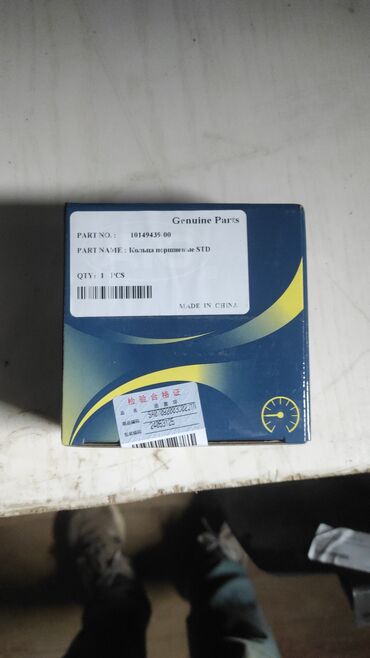 Genuine Parts
PART NO. : 10149439-00
PART NAME : Кольца поршневые STD
QTY: 1 PCS
MADE IN CHINA
检验合格证